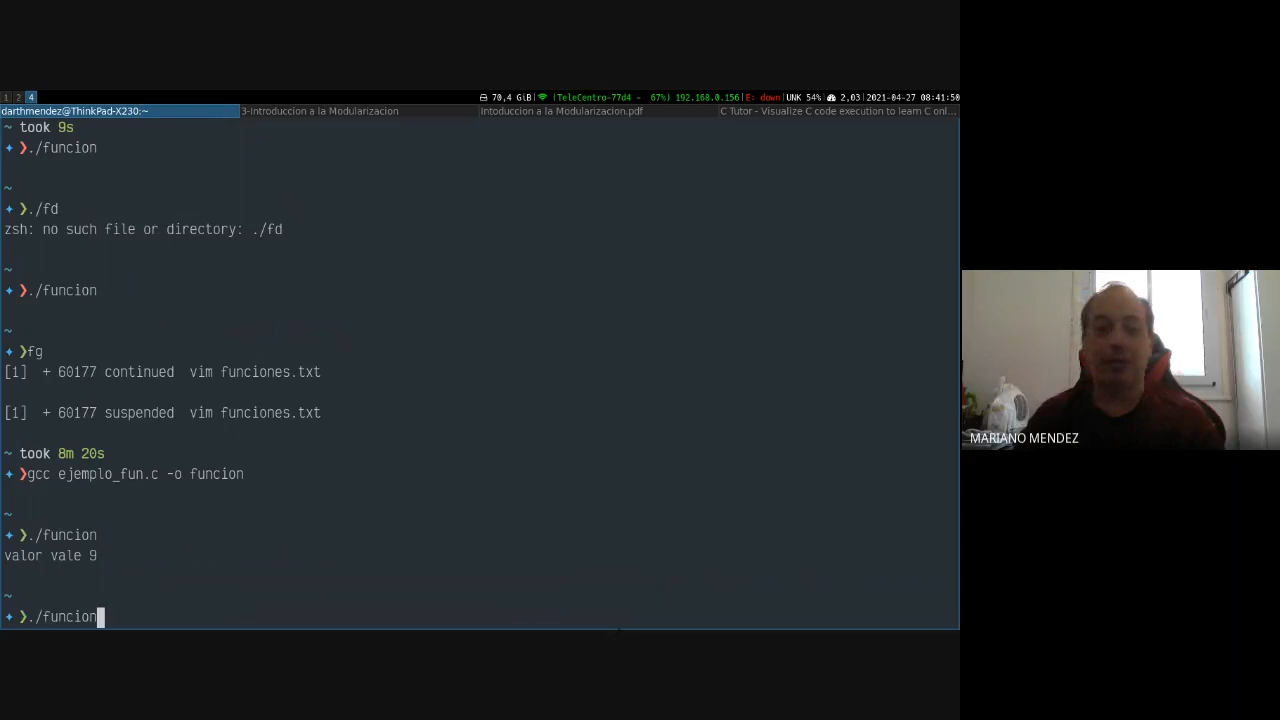 1 2 4
70,4 GiB| (TeleCentro-77d4 - 67%) 192.168.0.156|E: down|UNK 54%| 2,03|2021-04-27 08:41:50
darthmendez@ThinkPad-X230:~ 3-Introduccion a la Modularizacion Intoduccion a la Modularizacion.pdf C Tutor - Visualize C code execution to learn C onl...
~ took 9s
✦ ❯./funcion
~
✦ ❯./fd
zsh: no such file or directory: ./fd
~
✦ ❯./funcion
~
✦ ❯fg
[1] + 60177 continued vim funciones.txt
[1] + 60177 suspended vim funciones.txt
~ took 8m 20s
✦ ❯gcc ejemplo_fun.c -o funcion
~
✦ ❯./funcion
valor vale 9
~
✦ ❯./funcion
MARIANO MENDEZ